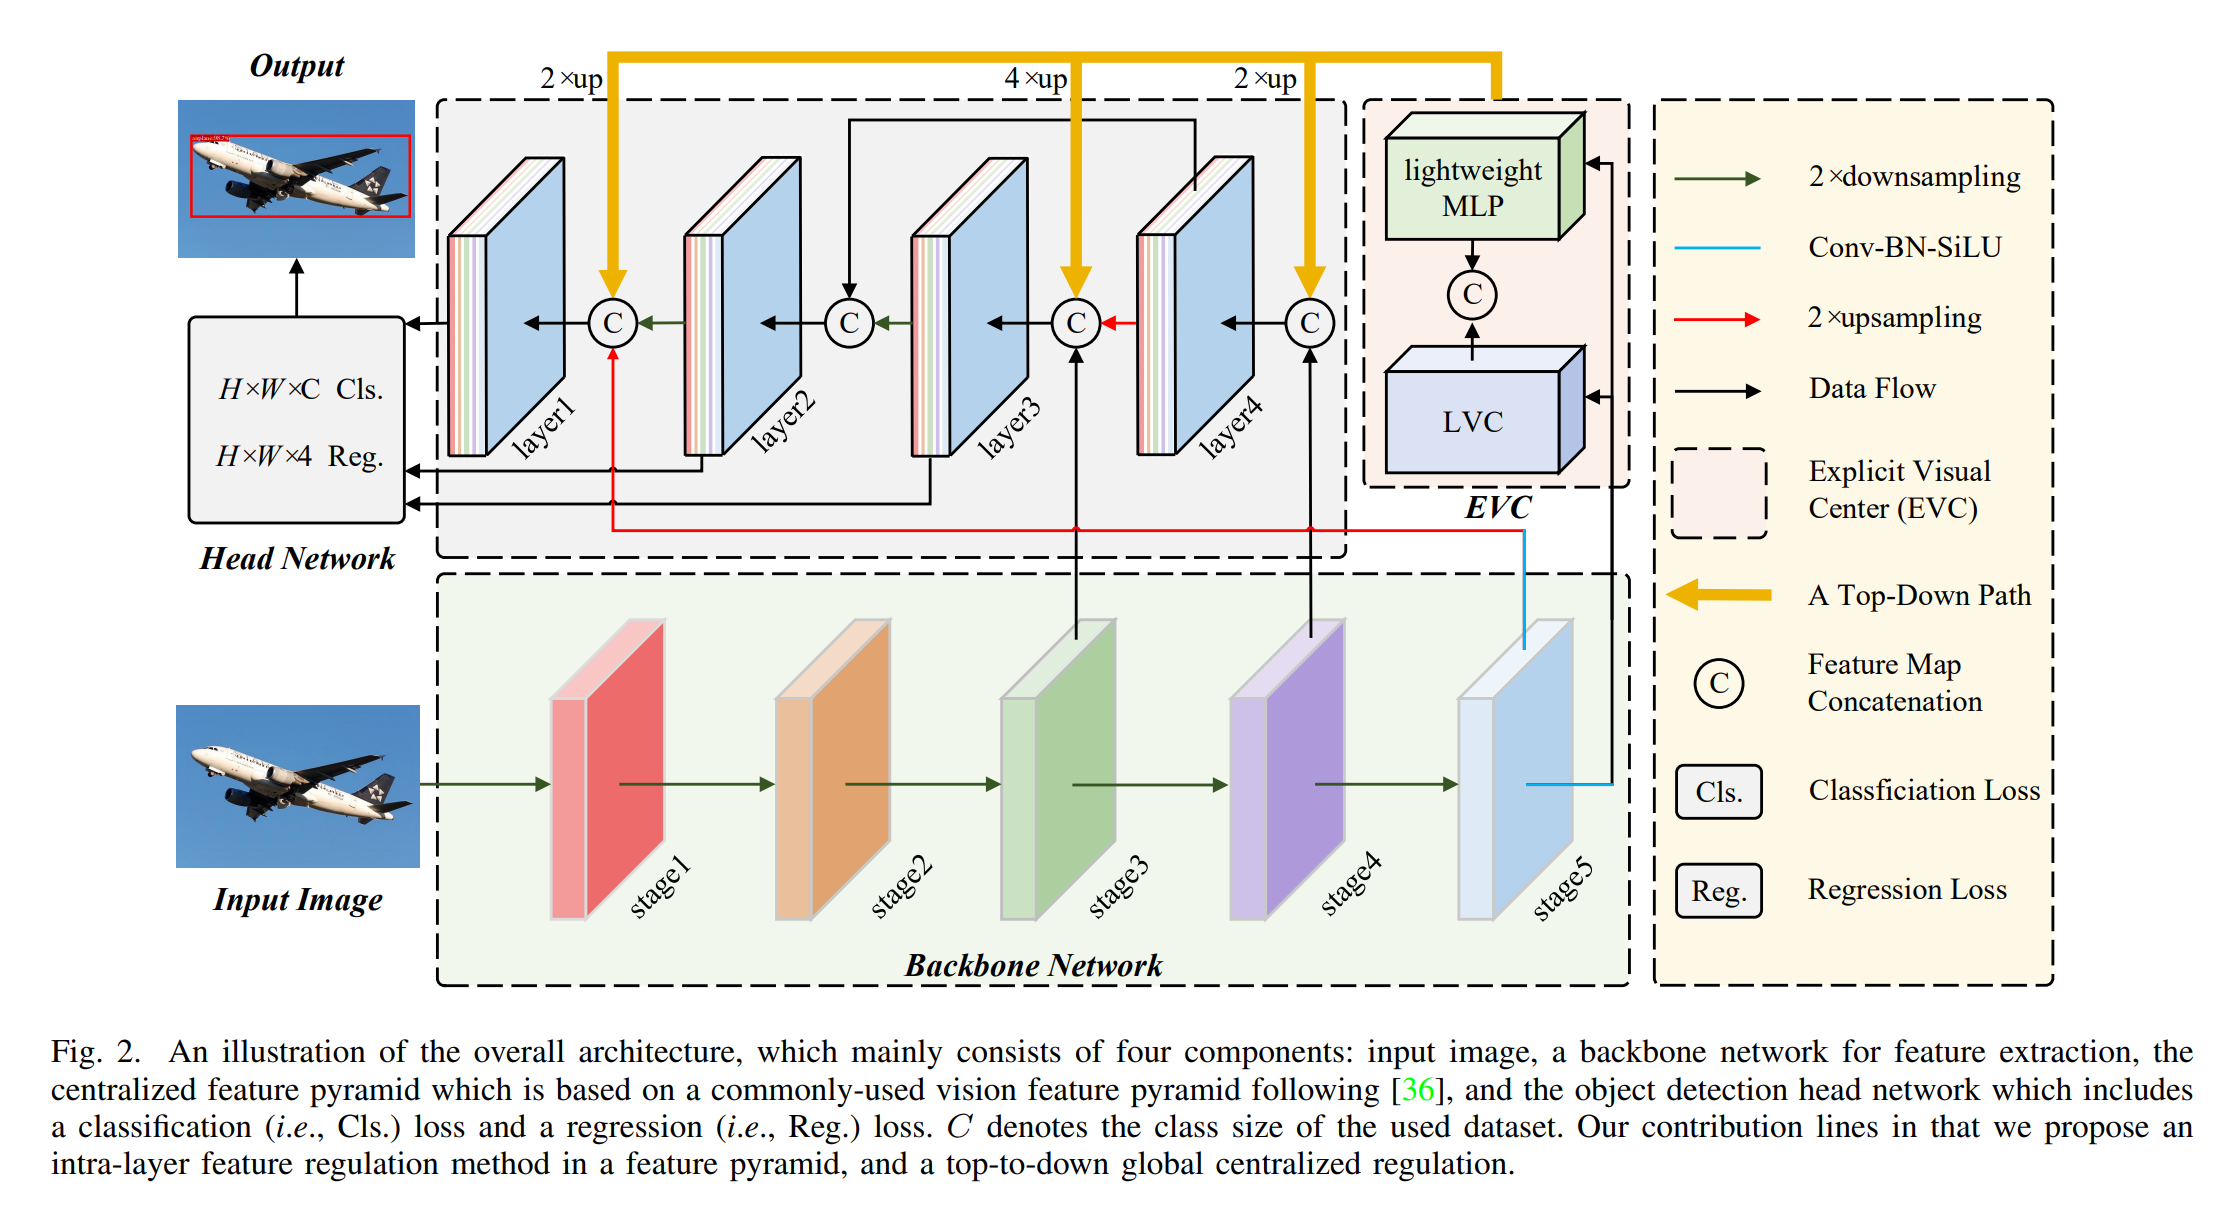 Output
2×up
4×up
2×up
lightweight
MLP
C
LVC
EVC
C
C
C
C
layer1
layer2
layer3
layer4
H×W×C Cls.
H×W×4 Reg.
Head Network
Input Image
stage1
stage2
stage3
stage4
stage5
Backbone Network
2×downsampling
Conv-BN-SiLU
2×upsampling
Data Flow
Explicit Visual
Center (EVC)
A Top-Down Path
C
Feature Map
Concatenation
Cls.
Classficiation Loss
Reg.
Regression Loss
Fig. 2. An illustration of the overall architecture, which mainly consists of four components: input image, a backbone network for feature extraction, the
centralized feature pyramid which is based on a commonly-used vision feature pyramid following [36], and the object detection head network which includes
a classification (i.e., Cls.) loss and a regression (i.e., Reg.) loss. C denotes the class size of the used dataset. Our contribution lines in that we propose an
intra-layer feature regulation method in a feature pyramid, and a top-to-down global centralized regulation.